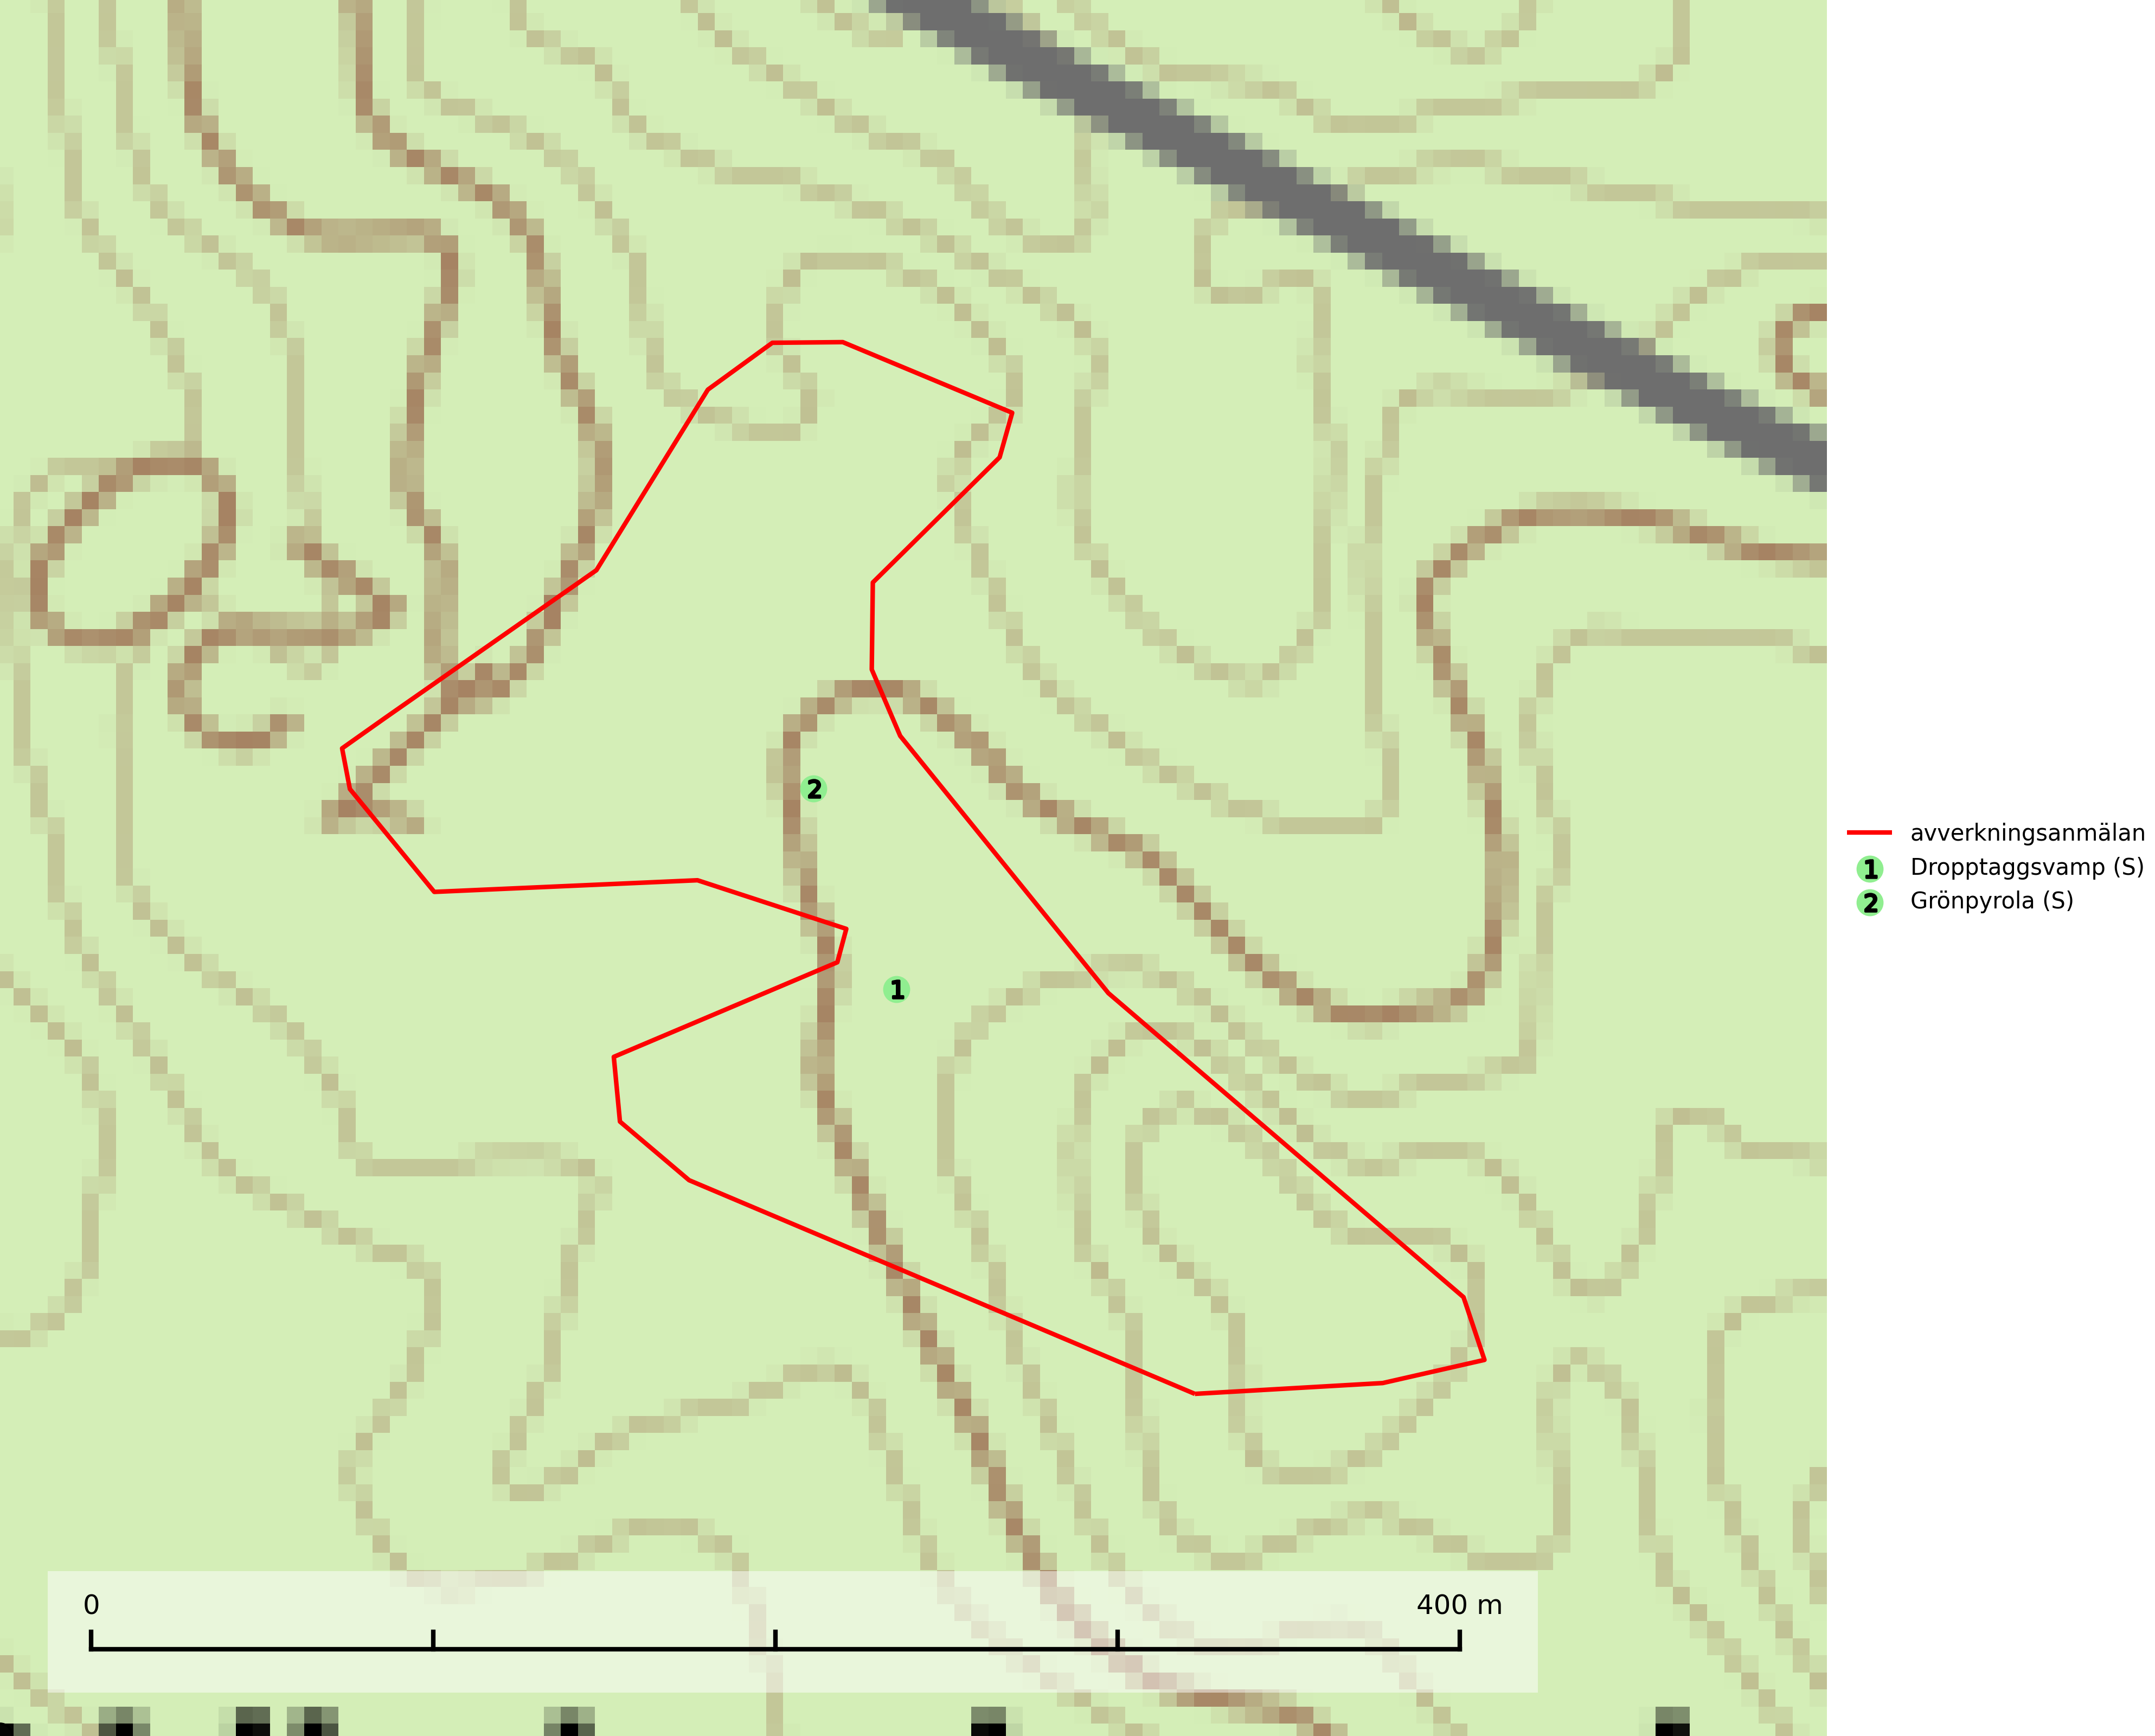 2
1
avverkningsanmälan
1 Dropptaggsvamp (S)
2 Grönpyrola (S)
0 400 m